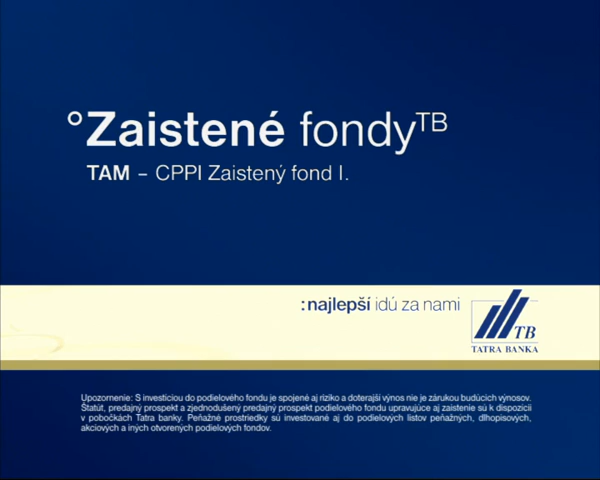 °Zaistené fondyTB
TAM – CPPI Zaistený fond I.
:najlepší idú za nami
TB
TATRA BANKA
Upozornenie: S investíciou do podielového fondu je spojené aj riziko a doterajší výnos nie je zárukou budúcich výnosov.
Štatút, predajný prospekt a zjednodušený predajný prospekt podielového fondu upravujúce aj zaistenie sú k dispozícii
v pobočkách Tatra banky. Peňažné prostriedky sú investované aj do podielových listov peňažných, dlhopisových,
akciových a iných otvorených podielových fondov.